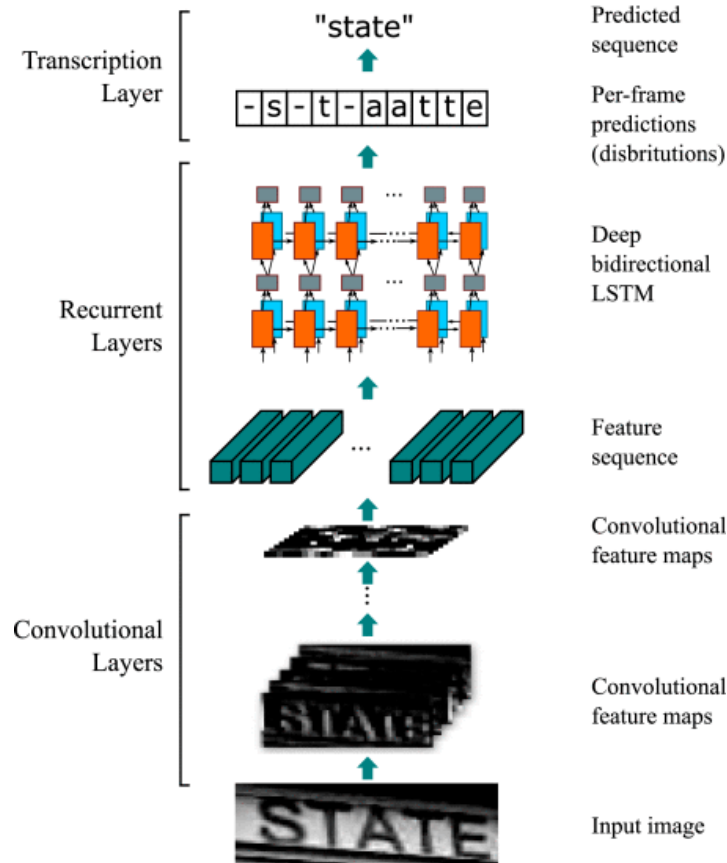 "state"
Predicted
sequence
Transcription
Layer
-s-t-aatte
Per-frame
predictions
(disbritutions)
Recurrent
Layers
Deep
bidirectional
LSTM
...
Feature
sequence
Convolutional
feature maps
Convolutional
Layers
STATE
Convolutional
feature maps
STATE
Input image